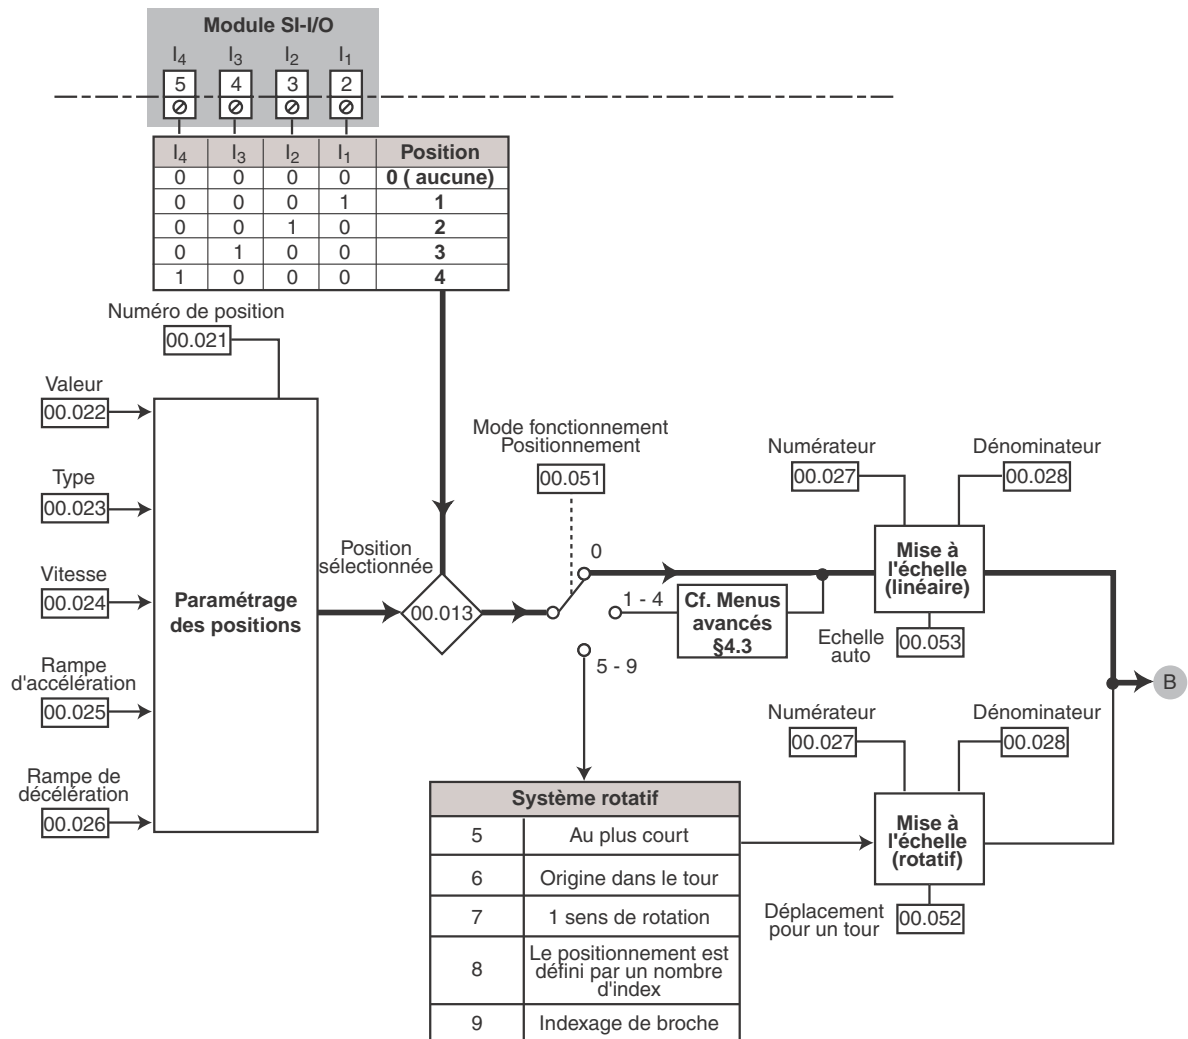 Module SI-I/O
I4 I3 I2 I1
5 4 3 2
I4 I3 I2 I1 Position
0 0 0 0 0 ( aucune)
0 0 0 1 1
0 0 1 0 2
0 1 0 0 3
1 0 0 0 4
Numéro de position
00.021
Valeur
00.022
Type
00.023
Vitesse
00.024
Rampe
d'accélération
00.025
Rampe de
décélération
00.026
Paramétrage
des positions
Position
sélectionnée
00.013
Mode fonctionnement
Positionnement
00.051
0
1 - 4
5 - 9
Cf. Menus
avancés
§4.3
Numérateur
00.027
Dénominateur
00.028
Mise à
l'échelle
(linéaire)
Echelle
auto
00.053
B
Numérateur
00.027
Dénominateur
00.028
Mise à
l'échelle
(rotatif)
Déplacement
pour un tour
00.052
Système rotatif
5 Au plus court
6 Origine dans le tour
7 1 sens de rotation
8 Le positionnement est
défini par un nombre
d'index
9 Indexage de broche